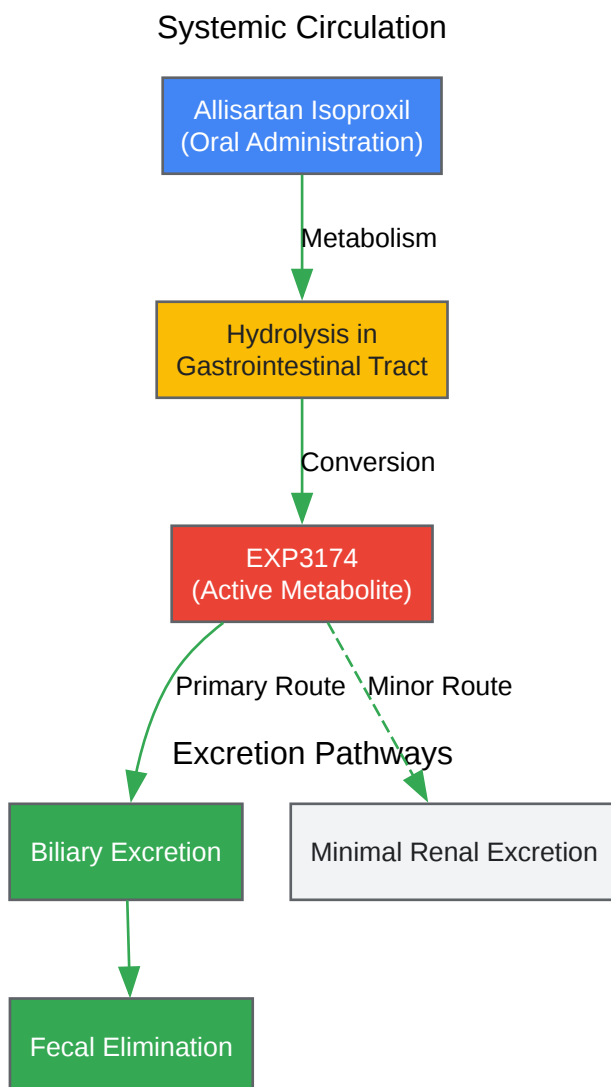 Systemic Circulation
Allisartan Isoproxil
(Oral Administration)
Metabolism
Hydrolysis in
Gastrointestinal Tract
Conversion
EXP3174
(Active Metabolite)
Primary Route
Minor Route
Excretion Pathways
Biliary Excretion
Minimal Renal Excretion
Fecal Elimination